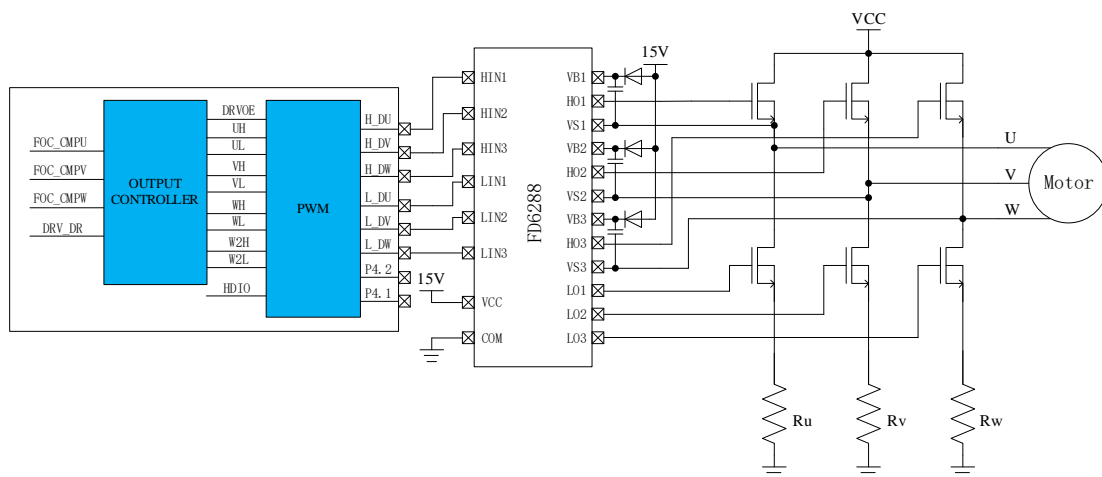 FOC_CMPU
FOC_CMPV
FOC_CMPW
DRV_DR
OUTPUT
CONTROLLER
DRVOE
UH
UL
VH
VL
WH
WL
W2H
W2L
HDIO
PWM
H_DU
H_DV
H_DW
L_DU
L_DV
L_DW
P4.2
P4.1
15V
HIN1
HIN2
HIN3
LIN1
LIN2
LIN3
VCC
COM
FD6288
VB1
HO1
VS1
VB2
HO2
VS2
VB3
HO3
VS3
LO1
LO2
LO3
15V
VCC
U
V
W
Motor
Ru
Rv
Rw